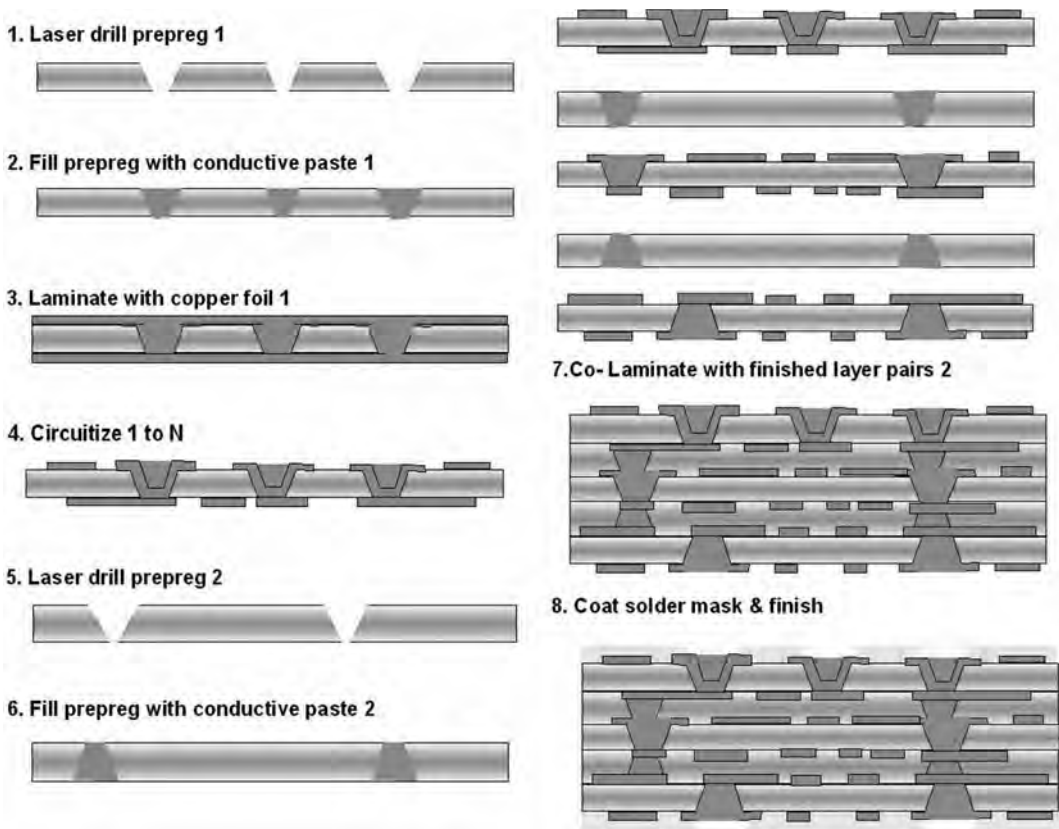 1. Laser drill prepreg 1
2. Fill prepreg with conductive paste 1
3. Laminate with copper foil 1
4. Circuitize 1 to N
5. Laser drill prepreg 2
6. Fill prepreg with conductive paste 2
7.Co- Laminate with finished layer pairs 2
8. Coat solder mask & finish